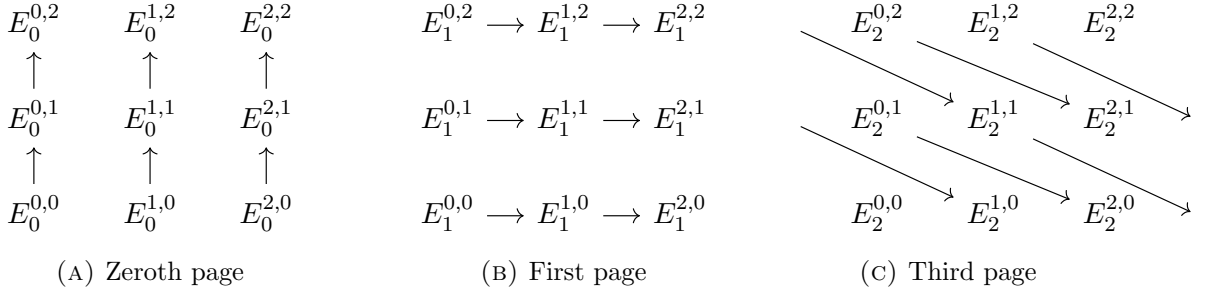 E_0^{0,2} E_0^{1,2} E_0^{2,2} E_1^{0,2} → E_1^{1,2} → E_1^{2,2} E_2^{0,2} E_2^{1,2} E_2^{2,2}
E_0^{0,1} E_0^{1,1} E_0^{2,1} E_1^{0,1} → E_1^{1,1} → E_1^{2,1} E_2^{0,1} E_2^{1,1} E_2^{2,1}
E_0^{0,0} E_0^{1,0} E_0^{2,0} E_1^{0,0} → E_1^{1,0} → E_1^{2,0} E_2^{0,0} E_2^{1,0} E_2^{2,0}
(A) Zeroth page (B) First page (C) Third page